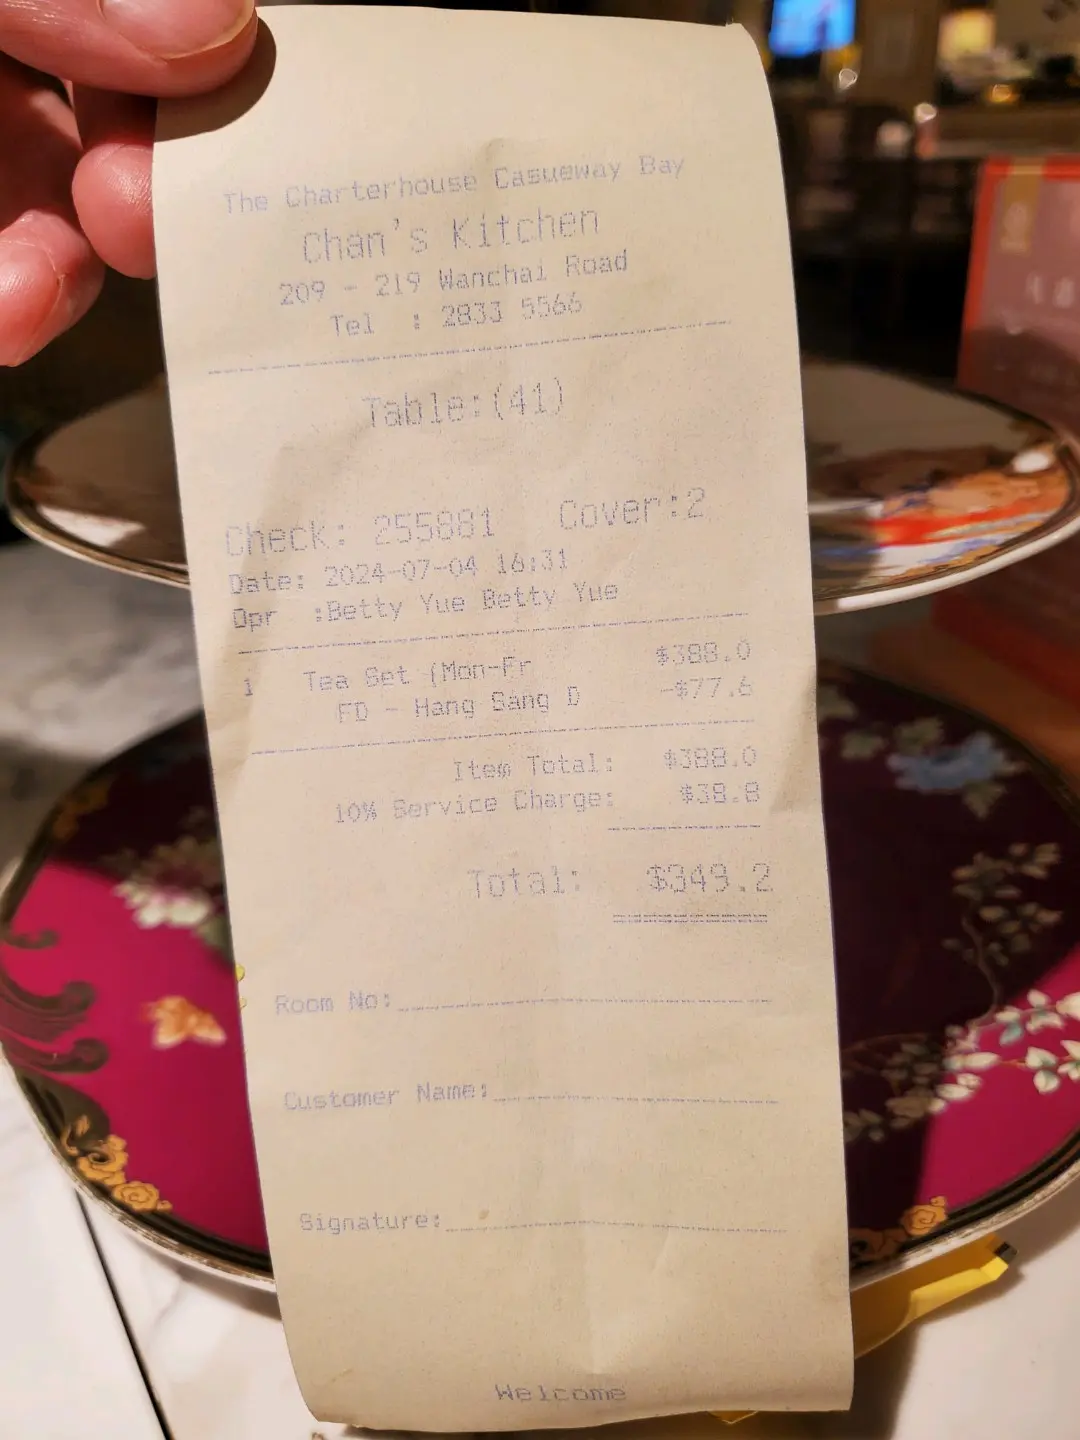 The Charterhouse Casueway Bay
Chan's Kitchen
209 - 219 Wanchai Road
Tel : 2833 5566
Table:(41)
Check: 255881 Cover:2
Date: 2024-07-04 16:31
Opr :Betty Yue Betty Yue
1 Tea Set (Mon-Fr $388.0
FD - Hang Sang D -$77.6
Item Total: $388.0
10% Service Charge: $38.8
Total: $349.2
Room No:
Customer Name:
Signature:
Welcome